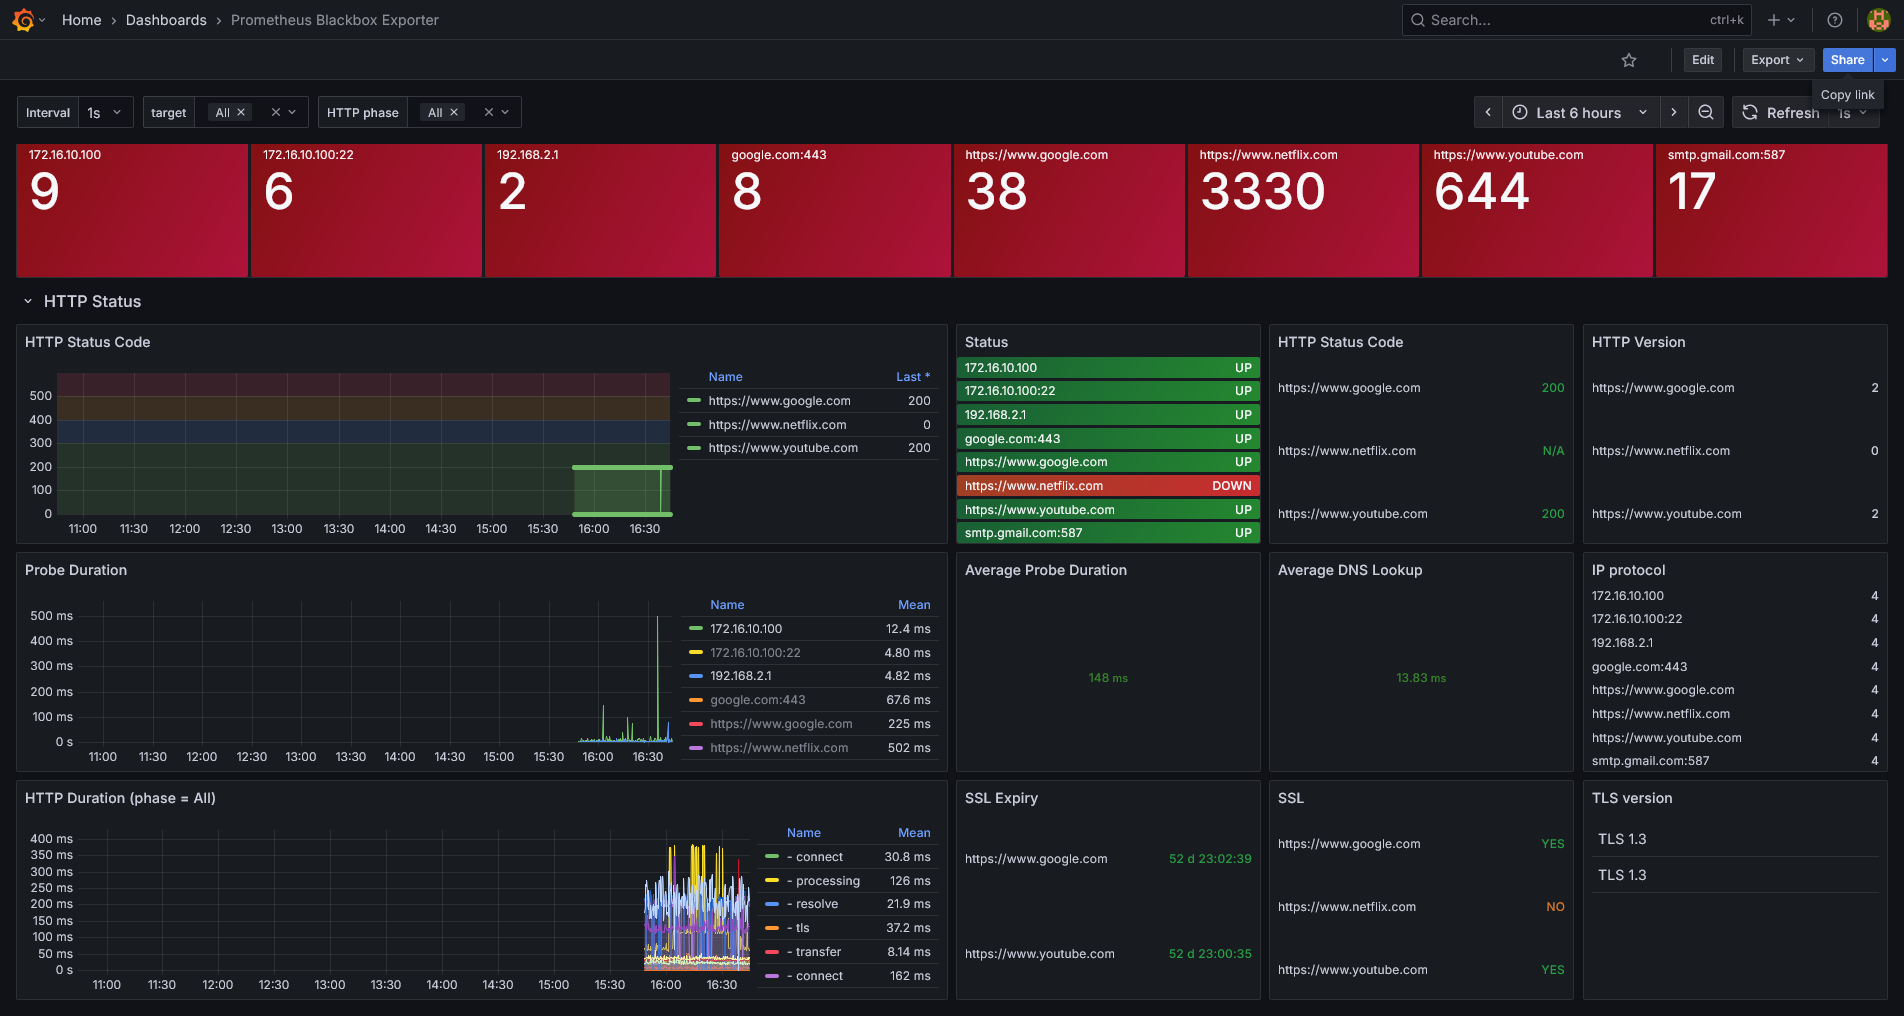 Home › Dashboards › Prometheus Blackbox Exporter
Search... ctrl+k
Edit Export Share
Copy link
Interval 1s target All HTTP phase All Last 6 hours Refresh 1s
172.16.10.100
9
172.16.10.100:22
6
192.168.2.1
2
google.com:443
8
https://www.google.com
38
https://www.netflix.com
3330
https://www.youtube.com
644
smtp.gmail.com:587
17
HTTP Status
HTTP Status Code
500
400
300
200
100
0
11:00 11:30 12:00 12:30 13:00 13:30 14:00 14:30 15:00 15:30 16:00 16:30
Name Last *
https://www.google.com 200
https://www.netflix.com 0
https://www.youtube.com 200
Status
172.16.10.100 UP
172.16.10.100:22 UP
192.168.2.1 UP
google.com:443 UP
https://www.google.com UP
https://www.netflix.com DOWN
https://www.youtube.com UP
smtp.gmail.com:587 UP
HTTP Status Code
https://www.google.com 200
https://www.netflix.com N/A
https://www.youtube.com 200
HTTP Version
https://www.google.com 2
https://www.netflix.com 0
https://www.youtube.com 2
Probe Duration
500 ms
400 ms
300 ms
200 ms
100 ms
0 s
11:00 11:30 12:00 12:30 13:00 13:30 14:00 14:30 15:00 15:30 16:00 16:30
Name Mean
172.16.10.100 12.4 ms
172.16.10.100:22 4.80 ms
192.168.2.1 4.82 ms
google.com:443 67.6 ms
https://www.google.com 225 ms
https://www.netflix.com 502 ms
Average Probe Duration
148 ms
Average DNS Lookup
13.83 ms
IP protocol
172.16.10.100 4
172.16.10.100:22 4
192.168.2.1 4
google.com:443 4
https://www.google.com 4
https://www.netflix.com 4
https://www.youtube.com 4
smtp.gmail.com:587 4
HTTP Duration (phase = All)
400 ms
350 ms
300 ms
250 ms
200 ms
150 ms
100 ms
50 ms
0 s
11:00 11:30 12:00 12:30 13:00 13:30 14:00 14:30 15:00 15:30 16:00 16:30
Name Mean
- connect 30.8 ms
- processing 126 ms
- resolve 21.9 ms
- tls 37.2 ms
- transfer 8.14 ms
- connect 162 ms
SSL Expiry
https://www.google.com 52 d 23:02:39
https://www.youtube.com 52 d 23:00:35
SSL
https://www.google.com YES
https://www.netflix.com NO
https://www.youtube.com YES
TLS version
TLS 1.3
TLS 1.3